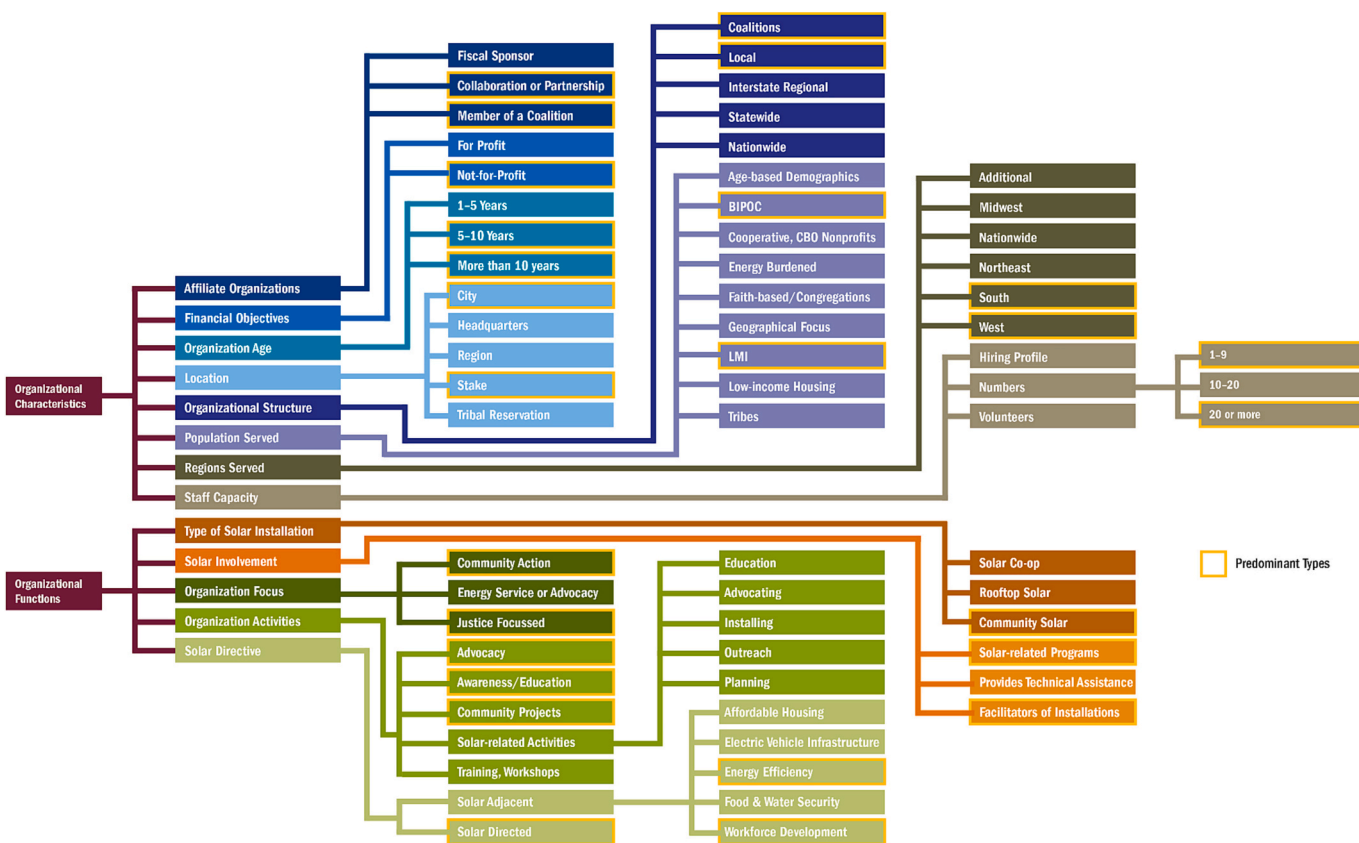 Organizational
Characteristics
Affiliate Organizations
Financial Objectives
Organization Age
Location
Organizational Structure
Population Served
Regions Served
Staff Capacity
Fiscal Sponsor
Collaboration or Partnership
Member of a Coalition
For Profit
Not-for-Profit
1–5 Years
5–10 Years
More than 10 years
City
Headquarters
Region
Stake
Tribal Reservation
Coalitions
Local
Interstate Regional
Statewide
Nationwide
Age-based Demographics
BIPOC
Cooperative, CBO Nonprofits
Energy Burdened
Faith-based/Congregations
Geographical Focus
LMI
Low-income Housing
Tribes
Additional
Midwest
Nationwide
Northeast
South
West
Hiring Profile
Numbers
Volunteers
1–9
10–20
20 or more
Organizational
Functions
Type of Solar Installation
Solar Involvement
Organization Focus
Organization Activities
Solar Directive
Community Action
Energy Service or Advocacy
Justice Focussed
Advocacy
Awareness/Education
Community Projects
Solar-related Activities
Training, Workshops
Solar Adjacent
Solar Directed
Education
Advocating
Installing
Outreach
Planning
Affordable Housing
Electric Vehicle Infrastructure
Energy Efficiency
Food & Water Security
Workforce Development
Solar Co-op
Rooftop Solar
Community Solar
Solar-related Programs
Provides Technical Assistance
Facilitators of Installations
Predominant Types